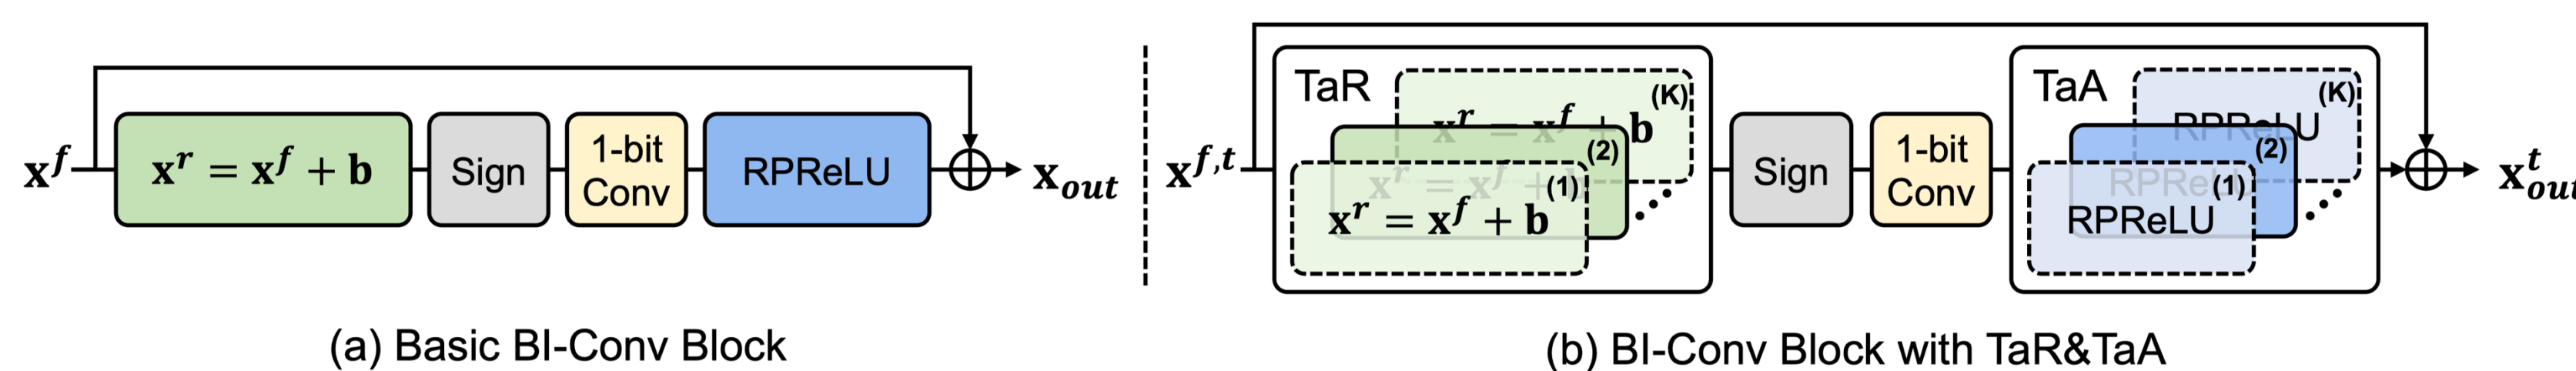 x^f
x^r = x^f + b
Sign
1-bit
Conv
RPReLU
x_out
(a) Basic BI-Conv Block
x^{f,t}
TaR
(K)
x^r = x^f + b
(2)
x^r = x^f +
(1)
x^r = x^f + b
Sign
1-bit
Conv
TaA
(K)
RPReLU
(2)
RPReLU
(1)
RPReLU
x^t_out
(b) BI-Conv Block with TaR&TaA